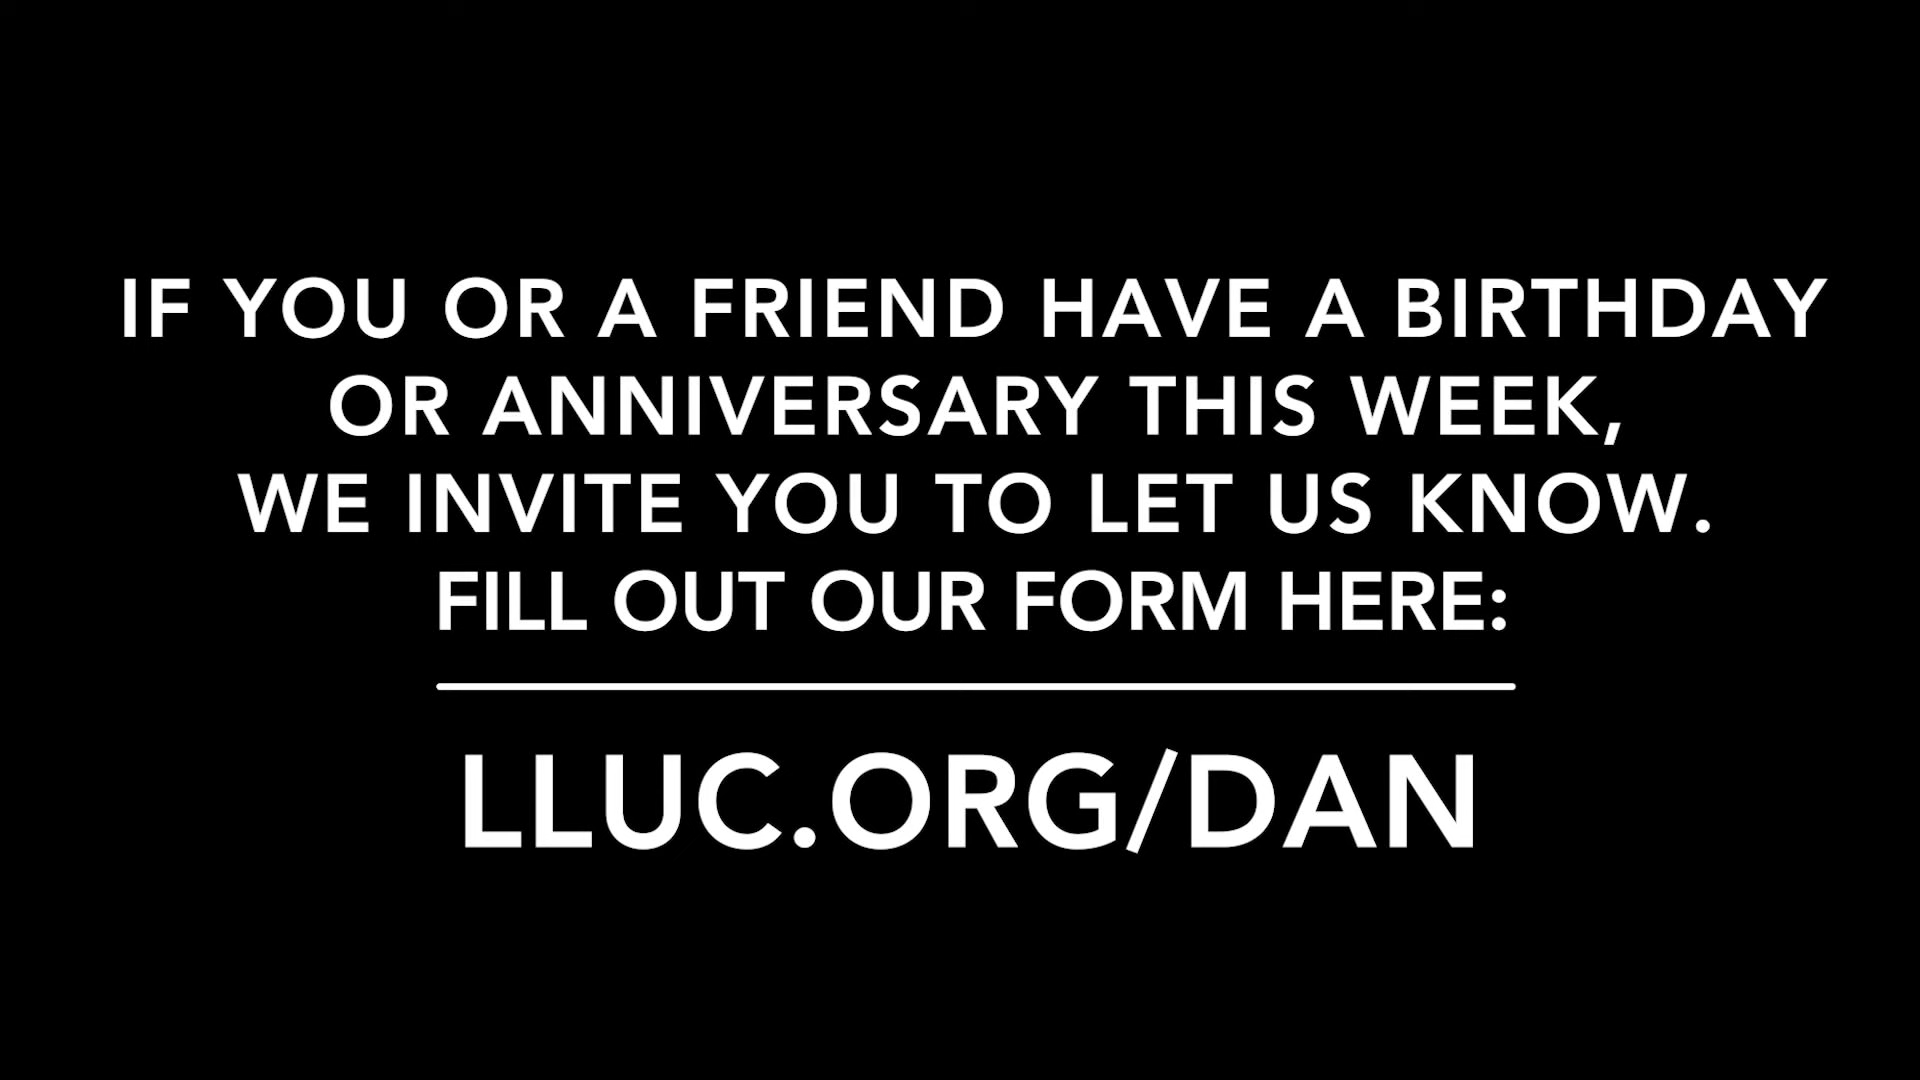 IF YOU OR A FRIEND HAVE A BIRTHDAY
OR ANNIVERSARY THIS WEEK,
WE INVITE YOU TO LET US KNOW.
FILL OUT OUR FORM HERE:
LLUC.ORG/DAN